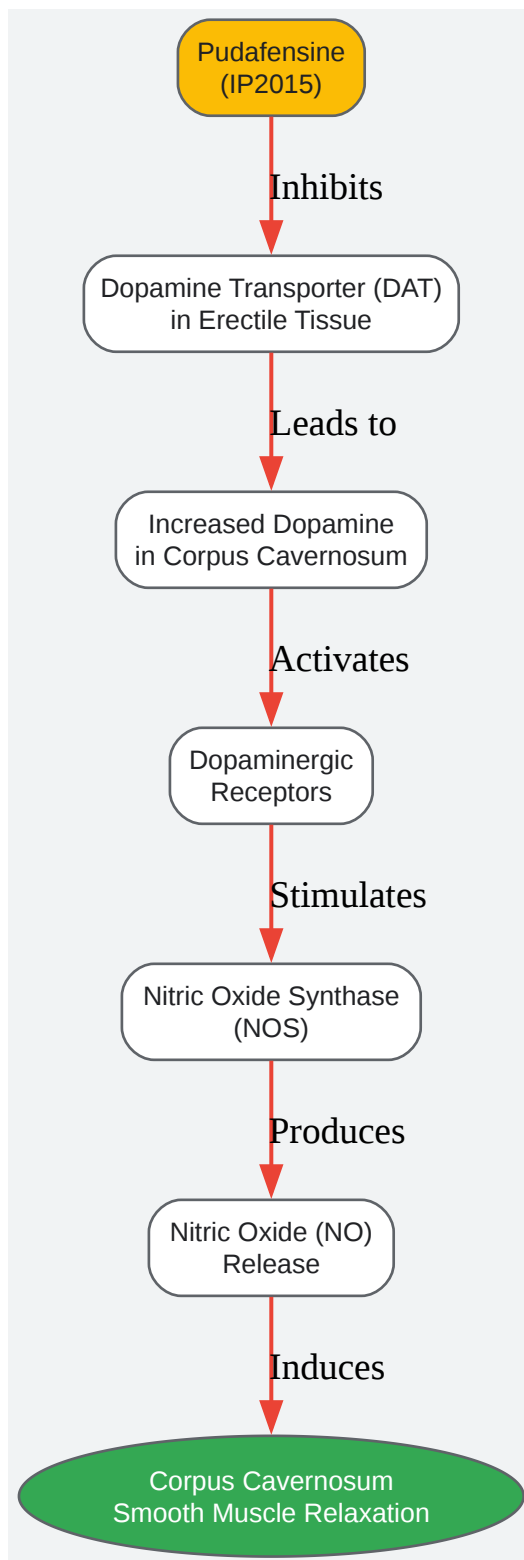 Pudafensine
(IP2015)
Inhibits
Dopamine Transporter (DAT)
in Erectile Tissue
Leads to
Increased Dopamine
in Corpus Cavernosum
Activates
Dopaminergic
Receptors
Stimulates
Nitric Oxide Synthase
(NOS)
Produces
Nitric Oxide (NO)
Release
Induces
Corpus Cavernosum
Smooth Muscle Relaxation